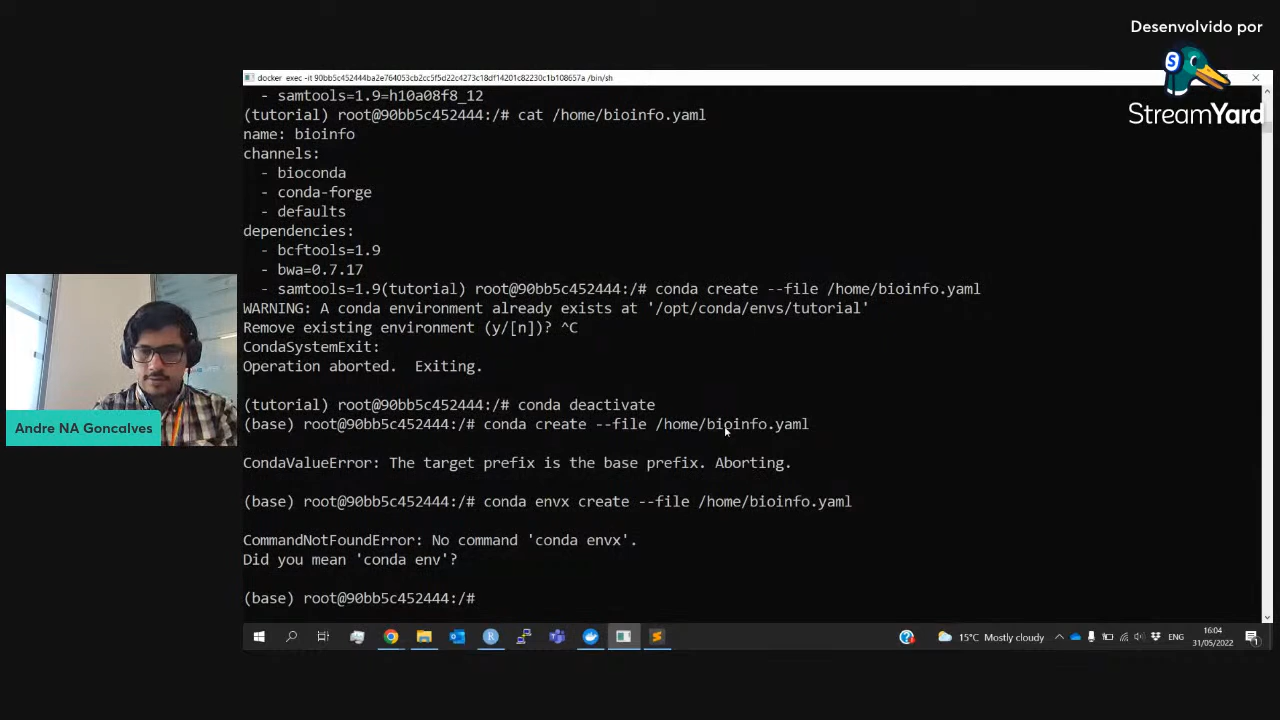 Desenvolvido por
StreamYard
docker exec -it 90bb5c452444ba2e764053cb2cc5f5d22c4273c18df14201c82230c1b108657a /bin/sh
- samtools=1.9=h10a08f8_12
(tutorial) root@90bb5c452444:/# cat /home/bioinfo.yaml
name: bioinfo
channels:
- bioconda
- conda-forge
- defaults
dependencies:
- bcftools=1.9
- bwa=0.7.17
- samtools=1.9(tutorial) root@90bb5c452444:/# conda create --file /home/bioinfo.yaml
WARNING: A conda environment already exists at '/opt/conda/envs/tutorial'
Remove existing environment (y/[n])? ^C
CondaSystemExit:
Operation aborted.  Exiting.
(tutorial) root@90bb5c452444:/# conda deactivate
(base) root@90bb5c452444:/# conda create --file /home/bioinfo.yaml
CondaValueError: The target prefix is the base prefix. Aborting.
(base) root@90bb5c452444:/# conda envx create --file /home/bioinfo.yaml
CommandNotFoundError: No command 'conda envx'.
Did you mean 'conda env'?
(base) root@90bb5c452444:/#
Andre NA Goncalves
15°C Mostly cloudy
ENG
16:04
31/05/2022